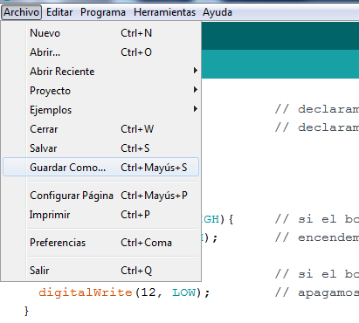 Archivo Editar Programa Herramientas Ayuda
Nuevo Ctrl+N
Abrir... Ctrl+O
Abrir Reciente
Proyecto
Ejemplos // declaram
Cerrar Ctrl+W // declaram
Salvar Ctrl+S
Guardar Como... Ctrl+Mayús+S
Configurar Página Ctrl+Mayús+P
Imprimir Ctrl+P GH){ // si el bo
Preferencias Ctrl+Coma ); // encendem
Salir Ctrl+Q // si el bo
digitalWrite(12, LOW); // apagamos
}